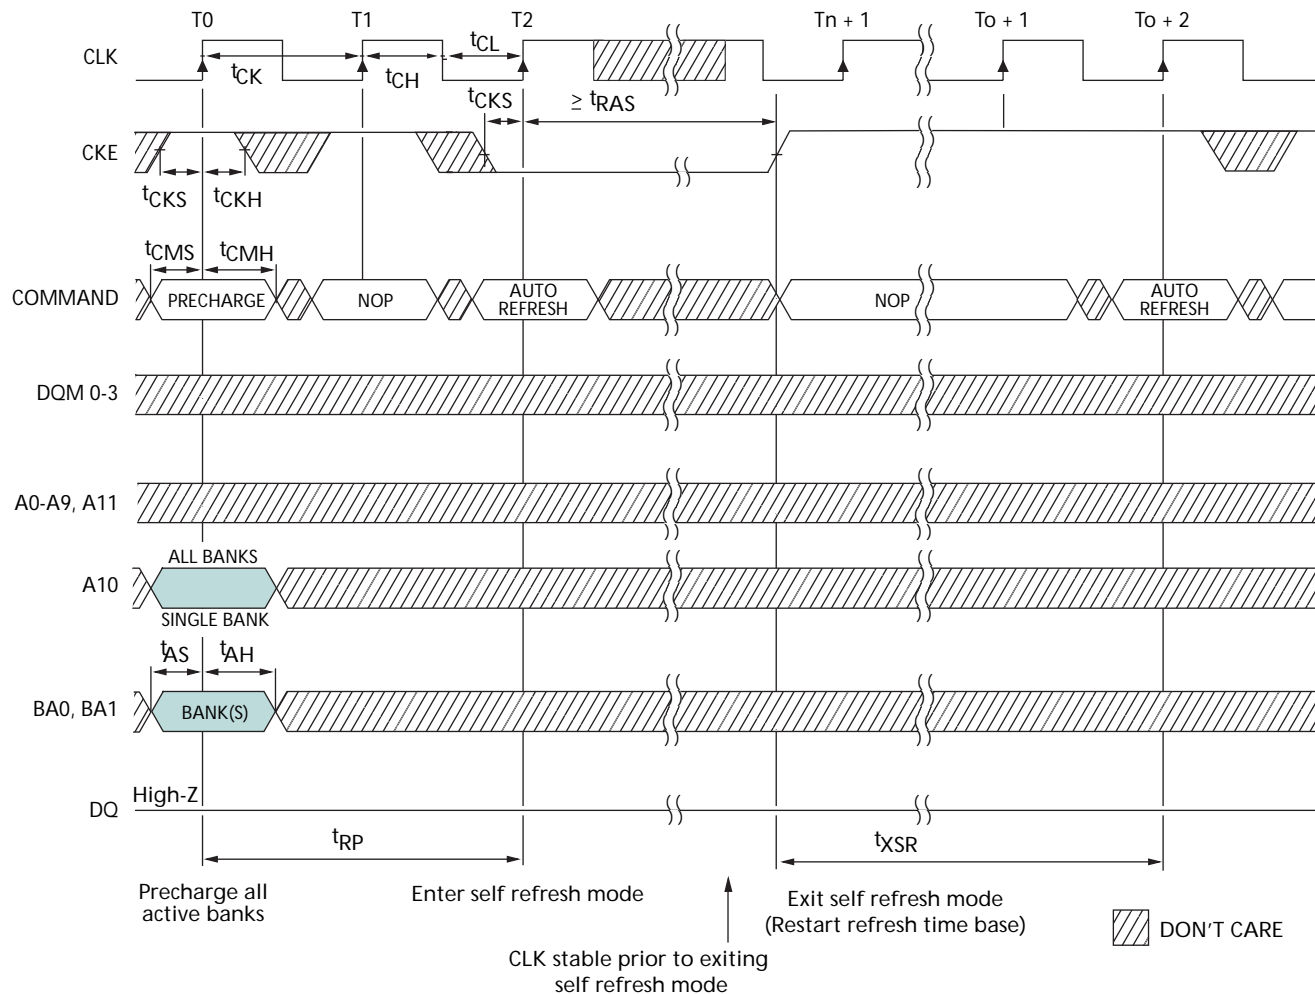 T0 T1 T2 Tn + 1 To + 1 To + 2
CLK
tCK tCH tCL
tCKS ≥ tRAS
CKE
tCKS tCKH
tCMS tCMH
COMMAND PRECHARGE NOP AUTO REFRESH NOP AUTO REFRESH
DQM 0-3
A0-A9, A11
ALL BANKS
A10
SINGLE BANK
tAS tAH
BA0, BA1 BANK(S)
High-Z
DQ
tRP tXSR
Precharge all
active banks
Enter self refresh mode
CLK stable prior to exiting
self refresh mode
Exit self refresh mode
(Restart refresh time base)
DON'T CARE